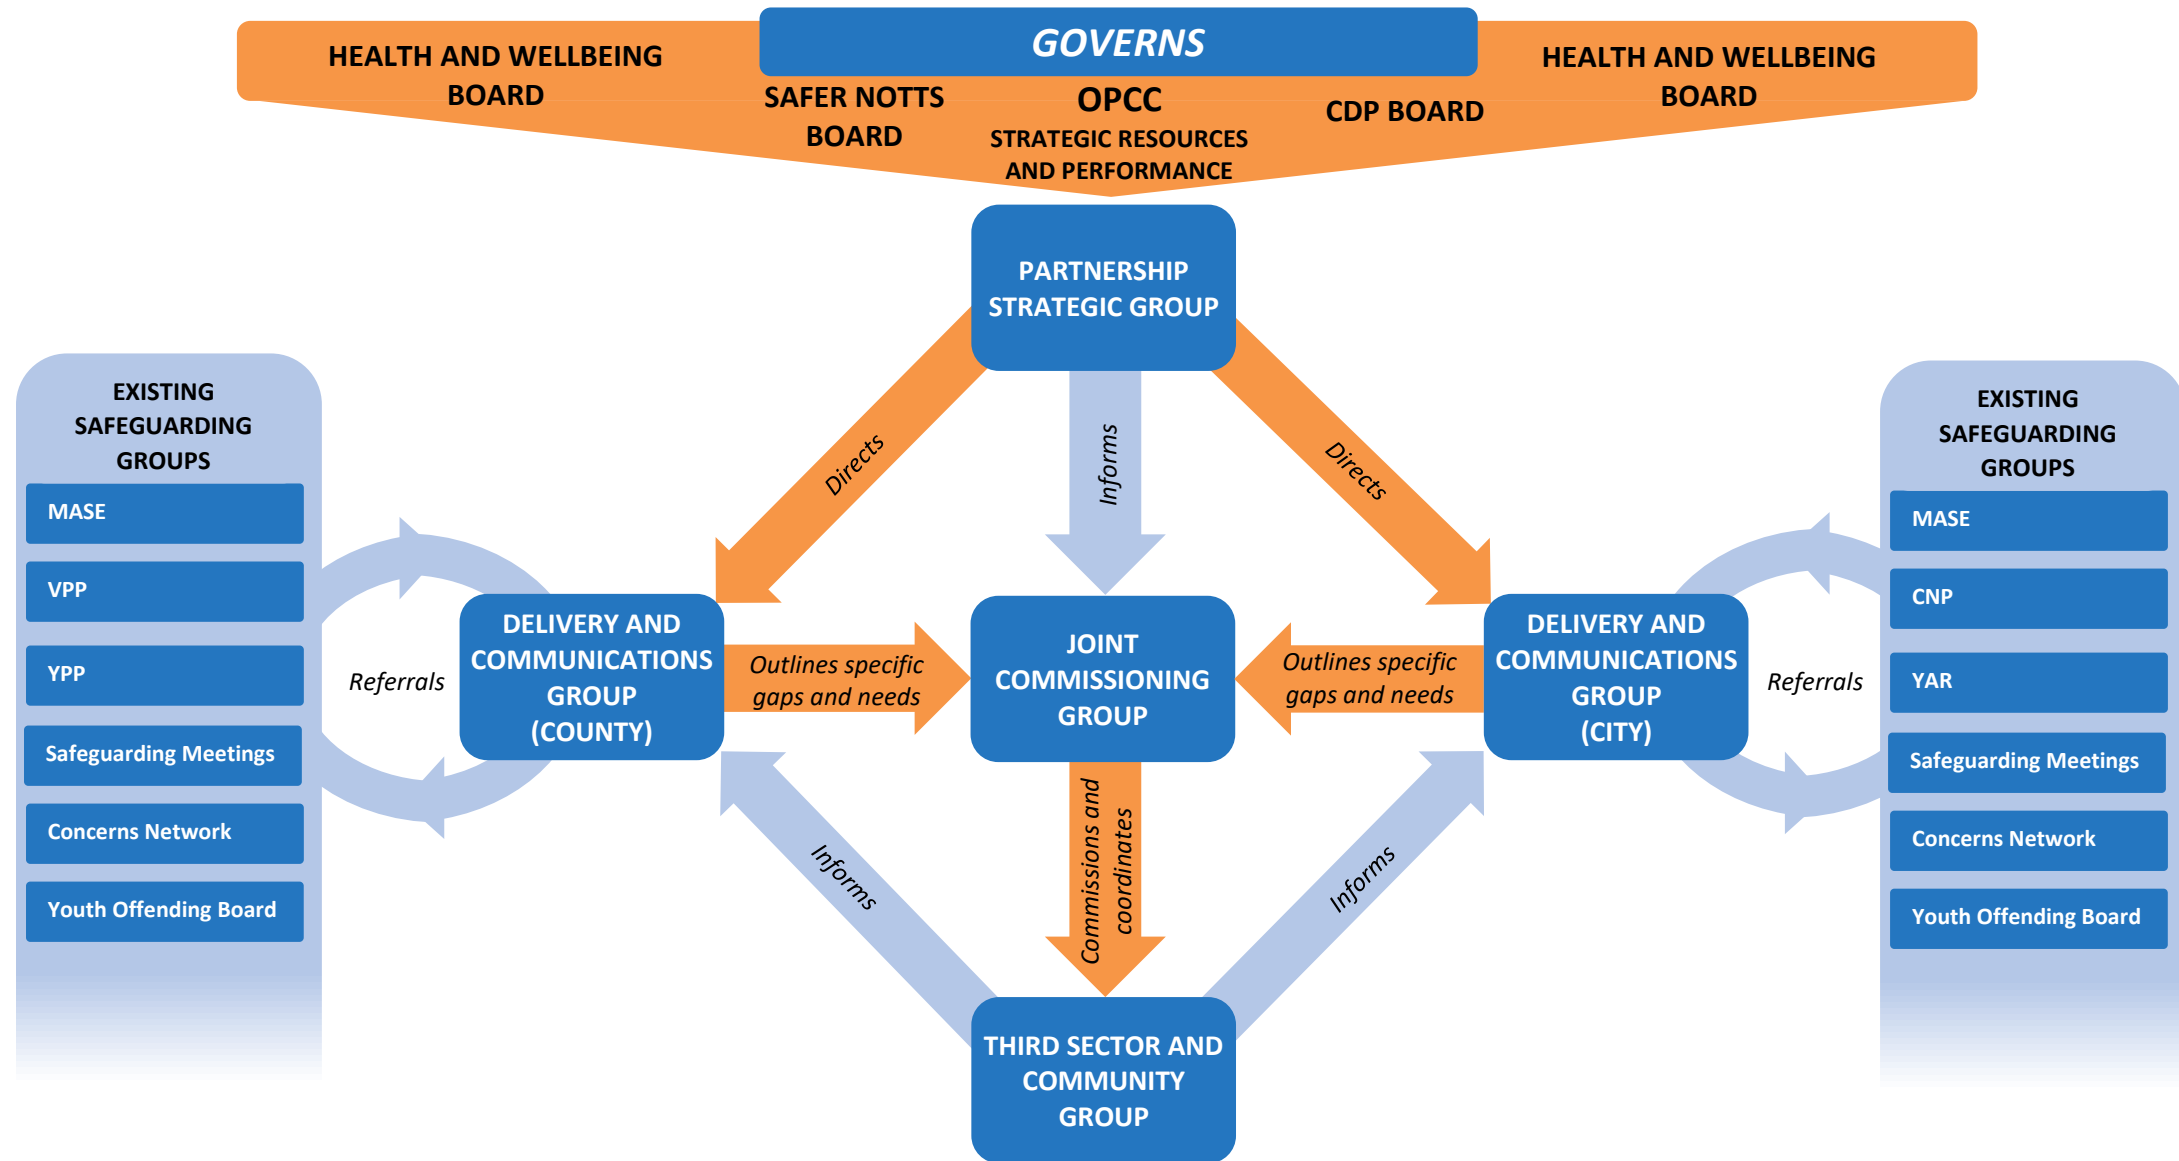 GOVERNS
HEALTH AND WELLBEING
BOARD
SAFER NOTTS
BOARD
OPCC
STRATEGIC RESOURCES
AND PERFORMANCE
CDP BOARD
HEALTH AND WELLBEING
BOARD
PARTNERSHIP
STRATEGIC GROUP
Directs
Informs
Directs
EXISTING
SAFEGUARDING
GROUPS
MASE
VPP
YPP
Safeguarding Meetings
Concerns Network
Youth Offending Board
Referrals
DELIVERY AND
COMMUNICATIONS
GROUP
(COUNTY)
Outlines specific
gaps and needs
JOINT
COMMISSIONING
GROUP
Outlines specific
gaps and needs
DELIVERY AND
COMMUNICATIONS
GROUP
(CITY)
Referrals
EXISTING
SAFEGUARDING
GROUPS
MASE
CNP
YAR
Safeguarding Meetings
Concerns Network
Youth Offending Board
Informs
Commissions and
coordinates
Informs
THIRD SECTOR AND
COMMUNITY
GROUP